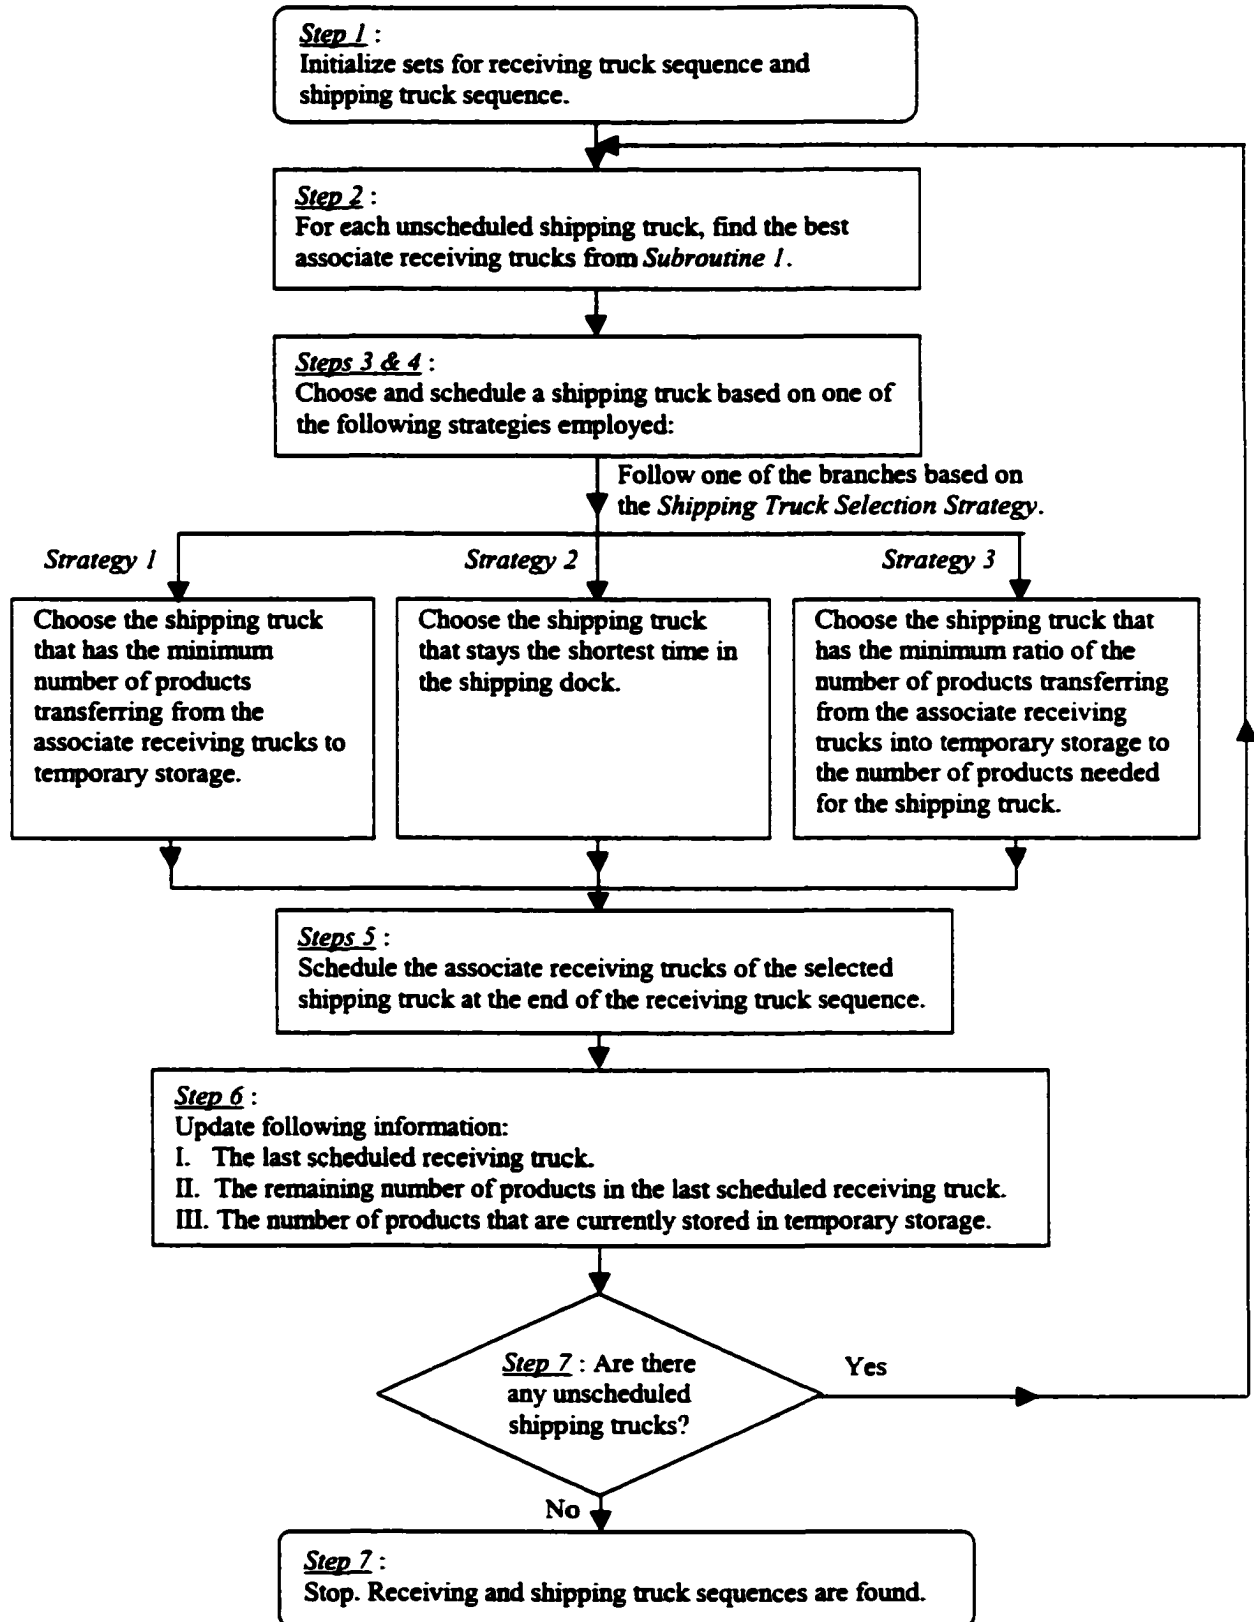 Step 1 :
Initialize sets for receiving truck sequence and
shipping truck sequence.
Step 2 :
For each unscheduled shipping truck, find the best
associate receiving trucks from Subroutine 1.
Steps 3 & 4 :
Choose and schedule a shipping truck based on one of
the following strategies employed:
Follow one of the branches based on
the Shipping Truck Selection Strategy.
Strategy 1
Choose the shipping truck
that has the minimum
number of products
transferring from the
associate receiving trucks to
temporary storage.
Strategy 2
Choose the shipping truck
that stays the shortest time in
the shipping dock.
Strategy 3
Choose the shipping truck that
has the minimum ratio of the
number of products transferring
from the associate receiving
trucks into temporary storage to
the number of products needed
for the shipping truck.
Steps 5 :
Schedule the associate receiving trucks of the selected
shipping truck at the end of the receiving truck sequence.
Step 6 :
Update following information:
I. The last scheduled receiving truck.
II. The remaining number of products in the last scheduled receiving truck.
III. The number of products that are currently stored in temporary storage.
Step 7 : Are there
any unscheduled
shipping trucks?
Yes
No
Step 7 :
Stop. Receiving and shipping truck sequences are found.